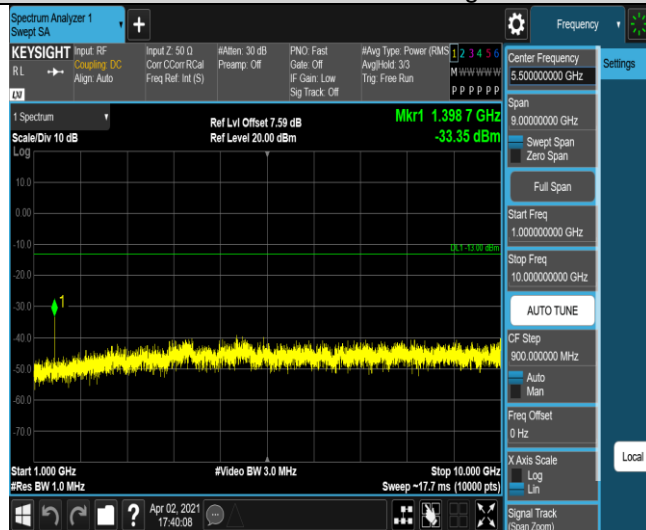 Spectrum Analyzer 1
Swept SA
Frequency
KEYSIGHT
RL
LXI
Input: RF
Coupling: DC
Align: Auto
Input Z: 50 Ω
Corr CCorr RCal
Freq Ref: Int (S)
#Atten: 30 dB
Preamp: Off
PNO: Fast
Gate: Off
IF Gain: Low
Sig Track: Off
#Avg Type: Power (RMS
Avg|Hold: 3/3
Trig: Free Run
1 2 3 4 5 6
M W W W W W
P P P P P P
1 Spectrum
Scale/Div 10 dB
Log
Ref Lvl Offset 7.59 dB
Ref Level 20.00 dBm
Mkr1 1.398 7 GHz
-33.35 dBm
10.0
0.00
-10.0
DL1 -13.00 dBm
-20.0
-30.0
1
-40.0
-50.0
-60.0
-70.0
Start 1.000 GHz
#Res BW 1.0 MHz
#Video BW 3.0 MHz
Stop 10.000 GHz
Sweep ~17.7 ms (10000 pts)
Apr 02, 2021
17:40:08
?
Center Frequency
5.500000000 GHz
Settings
Span
9.00000000 GHz
Swept Span
Zero Span
Full Span
Start Freq
1.000000000 GHz
Stop Freq
10.000000000 GHz
AUTO TUNE
CF Step
900.000000 MHz
Auto
Man
Freq Offset
0 Hz
X Axis Scale
Log
Lin
Local
Signal Track
(Span Zoom)